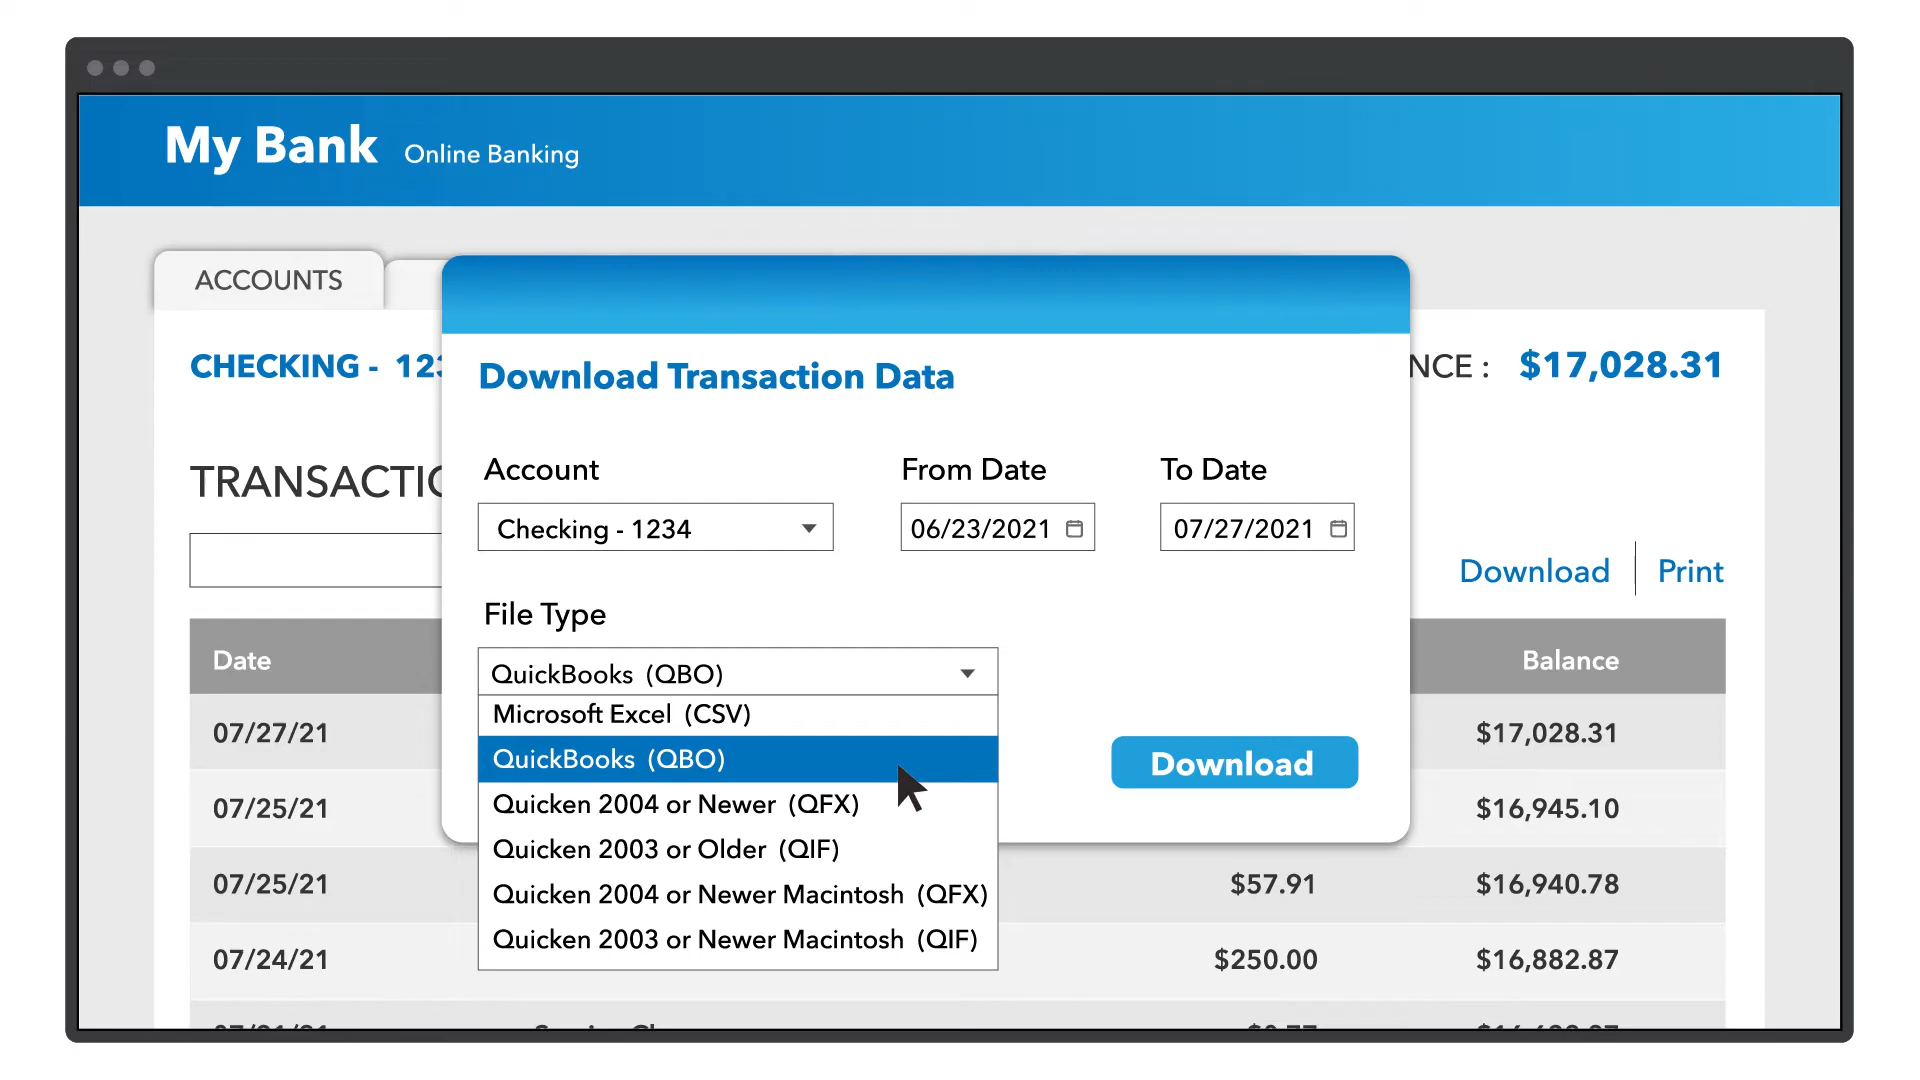 My Bank Online Banking
ACCOUNTS
CHECKING - 123
NCE : $17,028.31
Download Transaction Data
Account From Date To Date
Checking - 1234 06/23/2021 07/27/2021
TRANSACTIO
Download Print
File Type
QuickBooks (QBO)
Microsoft Excel (CSV)
QuickBooks (QBO)
Quicken 2004 or Newer (QFX)
Quicken 2003 or Older (QIF)
Quicken 2004 or Newer Macintosh (QFX)
Quicken 2003 or Newer Macintosh (QIF)
Download
Date Balance
07/27/21 $17,028.31
07/25/21 $16,945.10
07/25/21 $57.91 $16,940.78
07/24/21 $250.00 $16,882.87